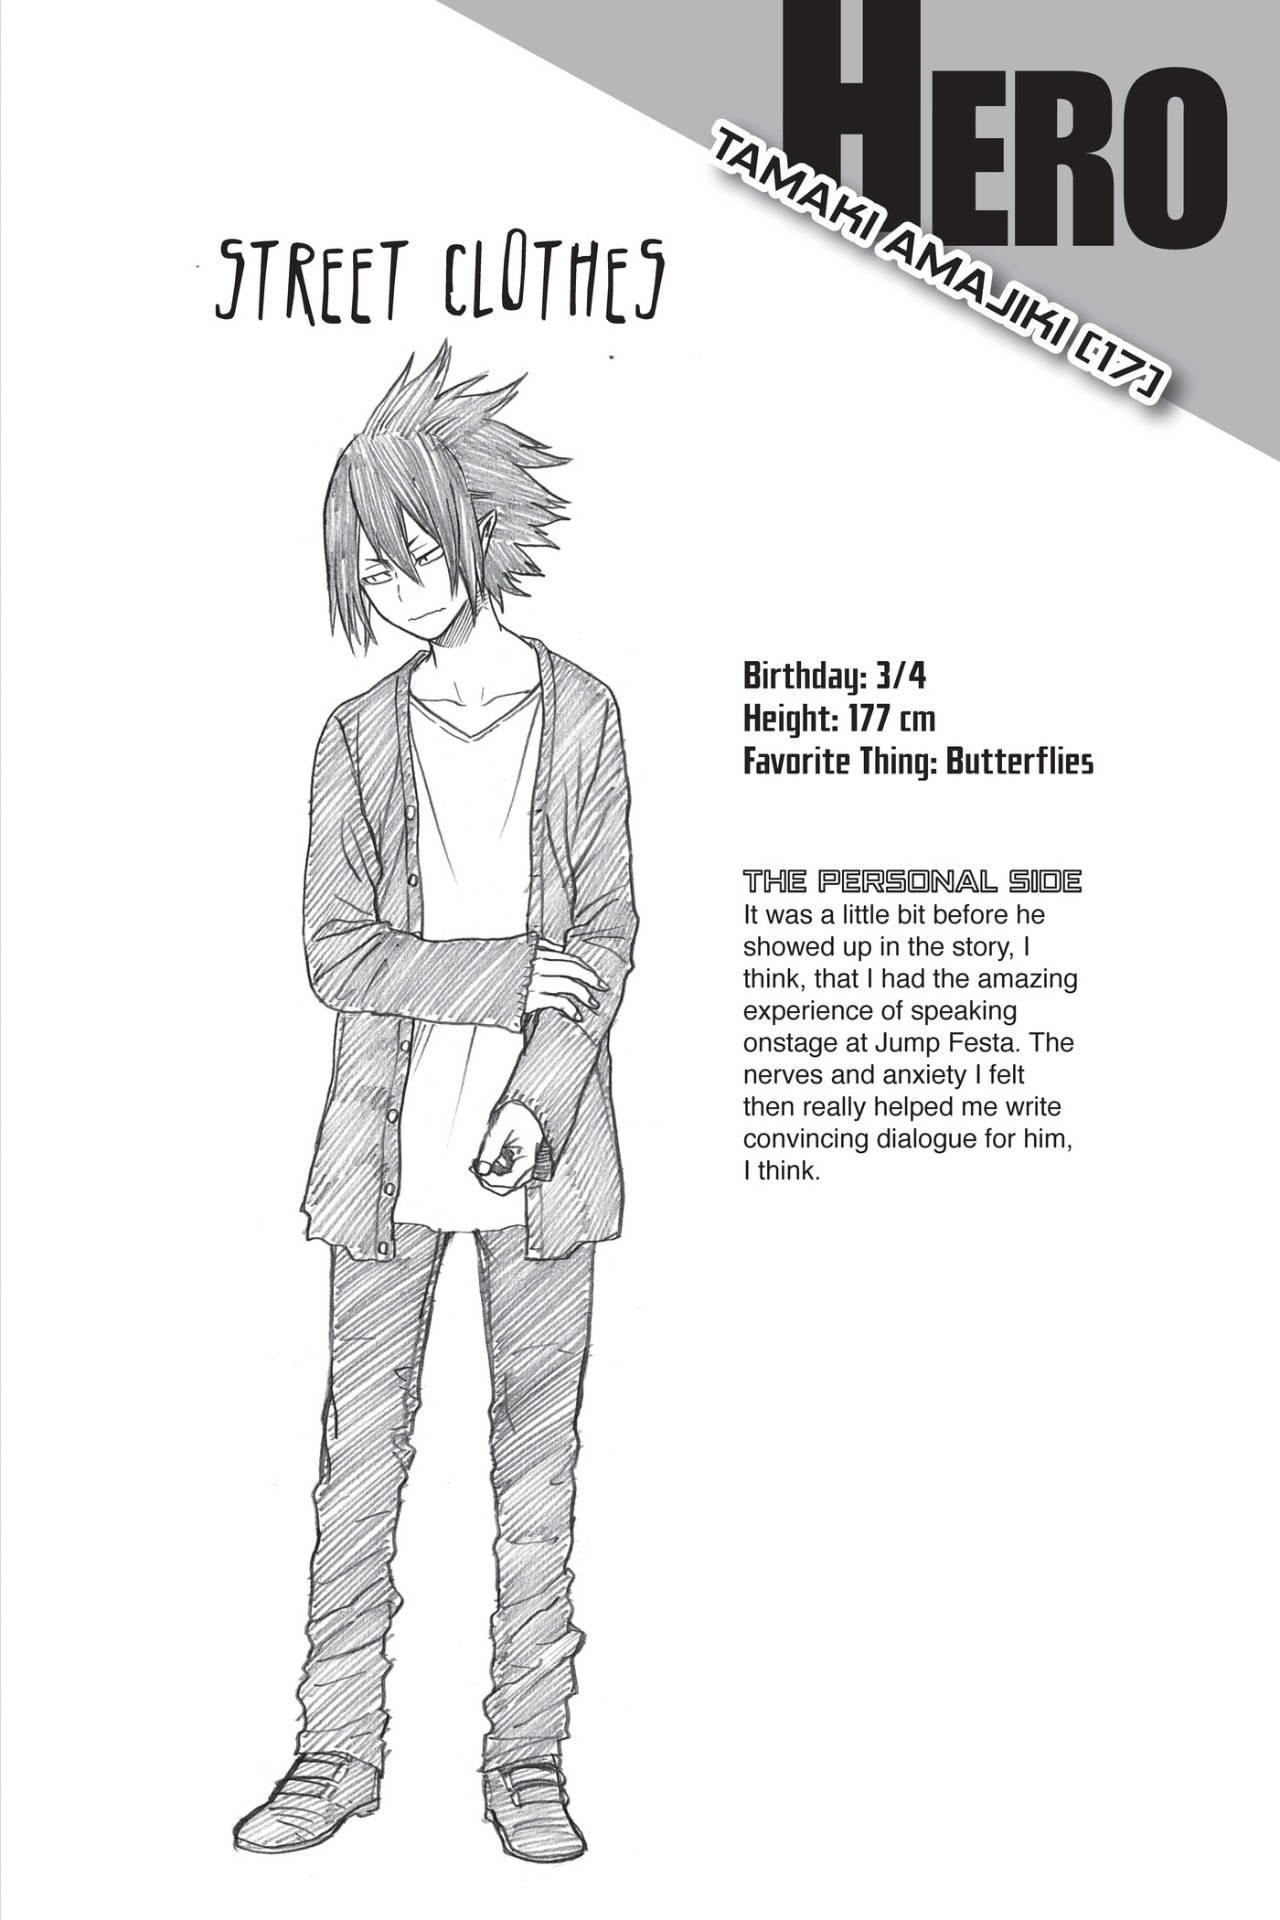 HERO
TAMAKI AMAJIKI (17)
STREET CLOTHES
Birthday: 3/4
Height: 177 cm
Favorite Thing: Butterflies
THE PERSONAL SIDE
It was a little bit before he
showed up in the story, I
think, that I had the amazing
experience of speaking
onstage at Jump Festa. The
nerves and anxiety I felt
then really helped me write
convincing dialogue for him,
I think.